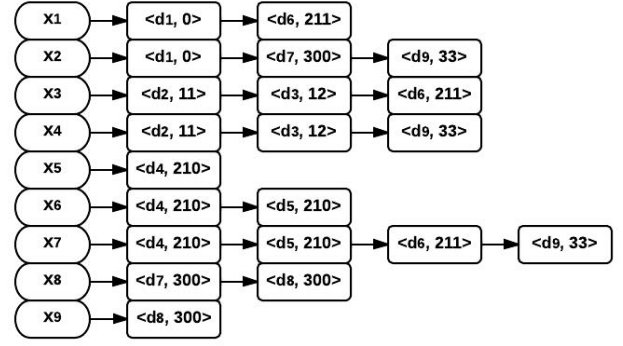 X1 <d1, 0> <d6, 211>
X2 <d1, 0> <d7, 300> <d9, 33>
X3 <d2, 11> <d3, 12> <d6, 211>
X4 <d2, 11> <d3, 12> <d9, 33>
X5 <d4, 210>
X6 <d4, 210> <d5, 210>
X7 <d4, 210> <d5, 210> <d6, 211> <d9, 33>
X8 <d7, 300> <d8, 300>
X9 <d8, 300>